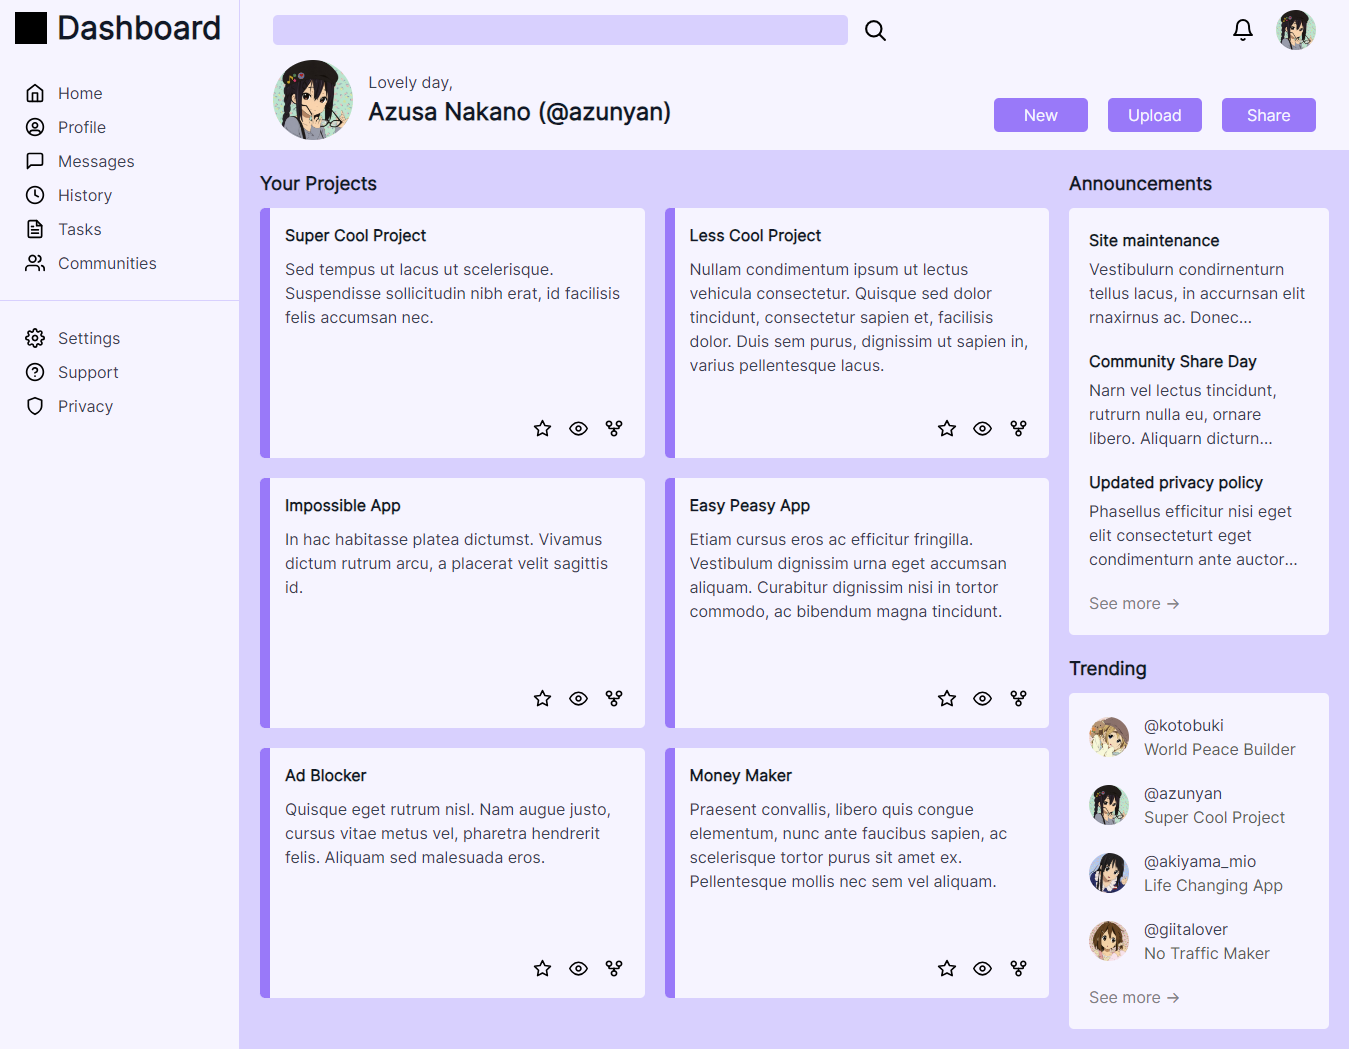 Dashboard
Home
Profile
Messages
History
Tasks
Communities
Settings
Support
Privacy
Lovely day,
Azusa Nakano (@azunyan)
New
Upload
Share
Your Projects
Super Cool Project
Sed tempus ut lacus ut scelerisque.
Suspendisse sollicitudin nibh erat, id facilisis
felis accumsan nec.
Less Cool Project
Nullam condimentum ipsum ut lectus
vehicula consectetur. Quisque sed dolor
tincidunt, consectetur sapien et, facilisis
dolor. Duis sem purus, dignissim ut sapien in,
varius pellentesque lacus.
Impossible App
In hac habitasse platea dictumst. Vivamus
dictum rutrum arcu, a placerat velit sagittis
id.
Easy Peasy App
Etiam cursus eros ac efficitur fringilla.
Vestibulum dignissim urna eget accumsan
aliquam. Curabitur dignissim nisi in tortor
commodo, ac bibendum magna tincidunt.
Ad Blocker
Quisque eget rutrum nisl. Nam augue justo,
cursus vitae metus vel, pharetra hendrerit
felis. Aliquam sed malesuada eros.
Money Maker
Praesent convallis, libero quis congue
elementum, nunc ante faucibus sapien, ac
scelerisque tortor purus sit amet ex.
Pellentesque mollis nec sem vel aliquam.
Announcements
Site maintenance
Vestibulurn condirnenturn
tellus lacus, in accurnsan elit
rnaxirnus ac. Donec...
Community Share Day
Narn vel lectus tincidunt,
rutrurn nulla eu, ornare
libero. Aliquarn dicturn...
Updated privacy policy
Phasellus efficitur nisi eget
elit consecteturt eget
condimenturn ante auctor...
See more →
Trending
@kotobuki
World Peace Builder
@azunyan
Super Cool Project
@akiyama_mio
Life Changing App
@giitalover
No Traffic Maker
See more →